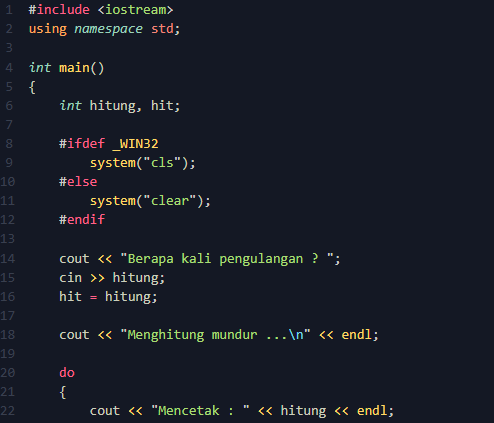 1 #include <iostream>
2 using namespace std;
3
4 int main()
5 {
6 int hitung, hit;
7
8 #ifdef _WIN32
9 system("cls");
10 #else
11 system("clear");
12 #endif
13
14 cout << "Berapa kali pengulangan ? ";
15 cin >> hitung;
16 hit = hitung;
17
18 cout << "Menghitung mundur ...\n" << endl;
19
20 do
21 {
22 cout << "Mencetak : " << hitung << endl;